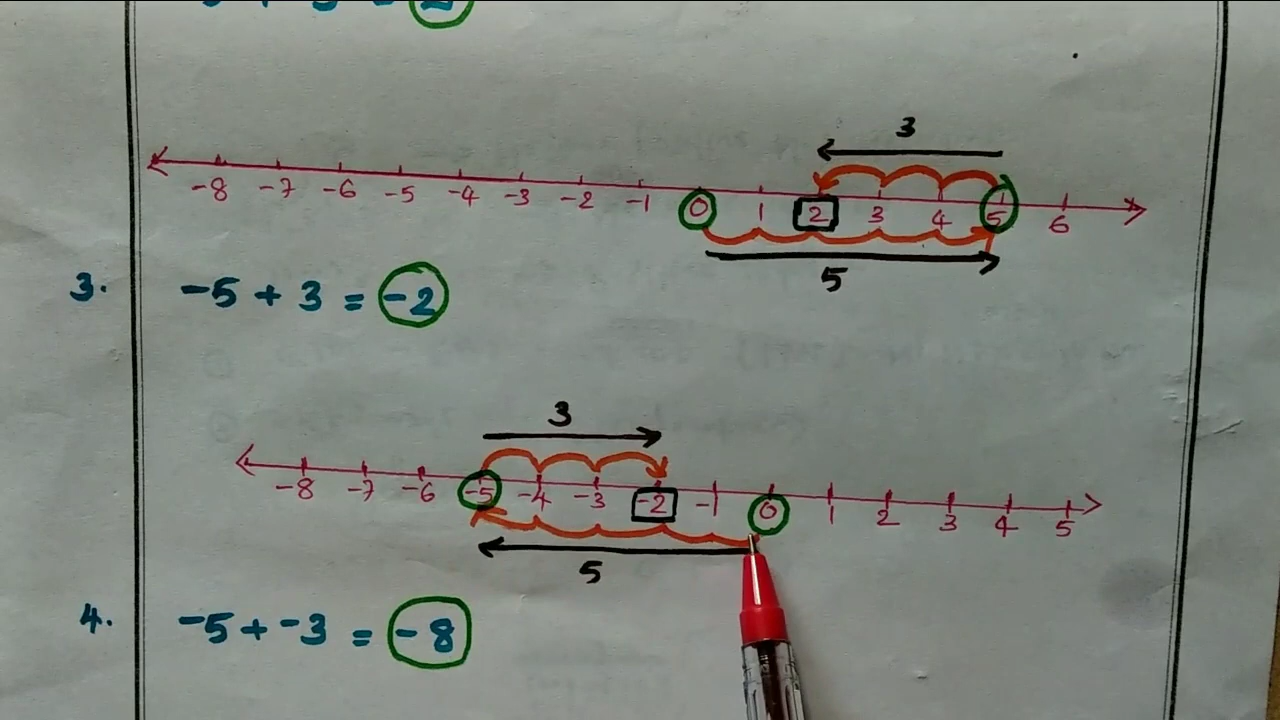 3
-8 -7 -6 -5 -4 -3 -2 -1 0 1 2 3 4 5 6
5
3. -5 + 3 = -2
3
-8 -7 -6 -5 -4 -3 -2 -1 0 1 2 3 4 5
5
4. -5 + -3 = -8